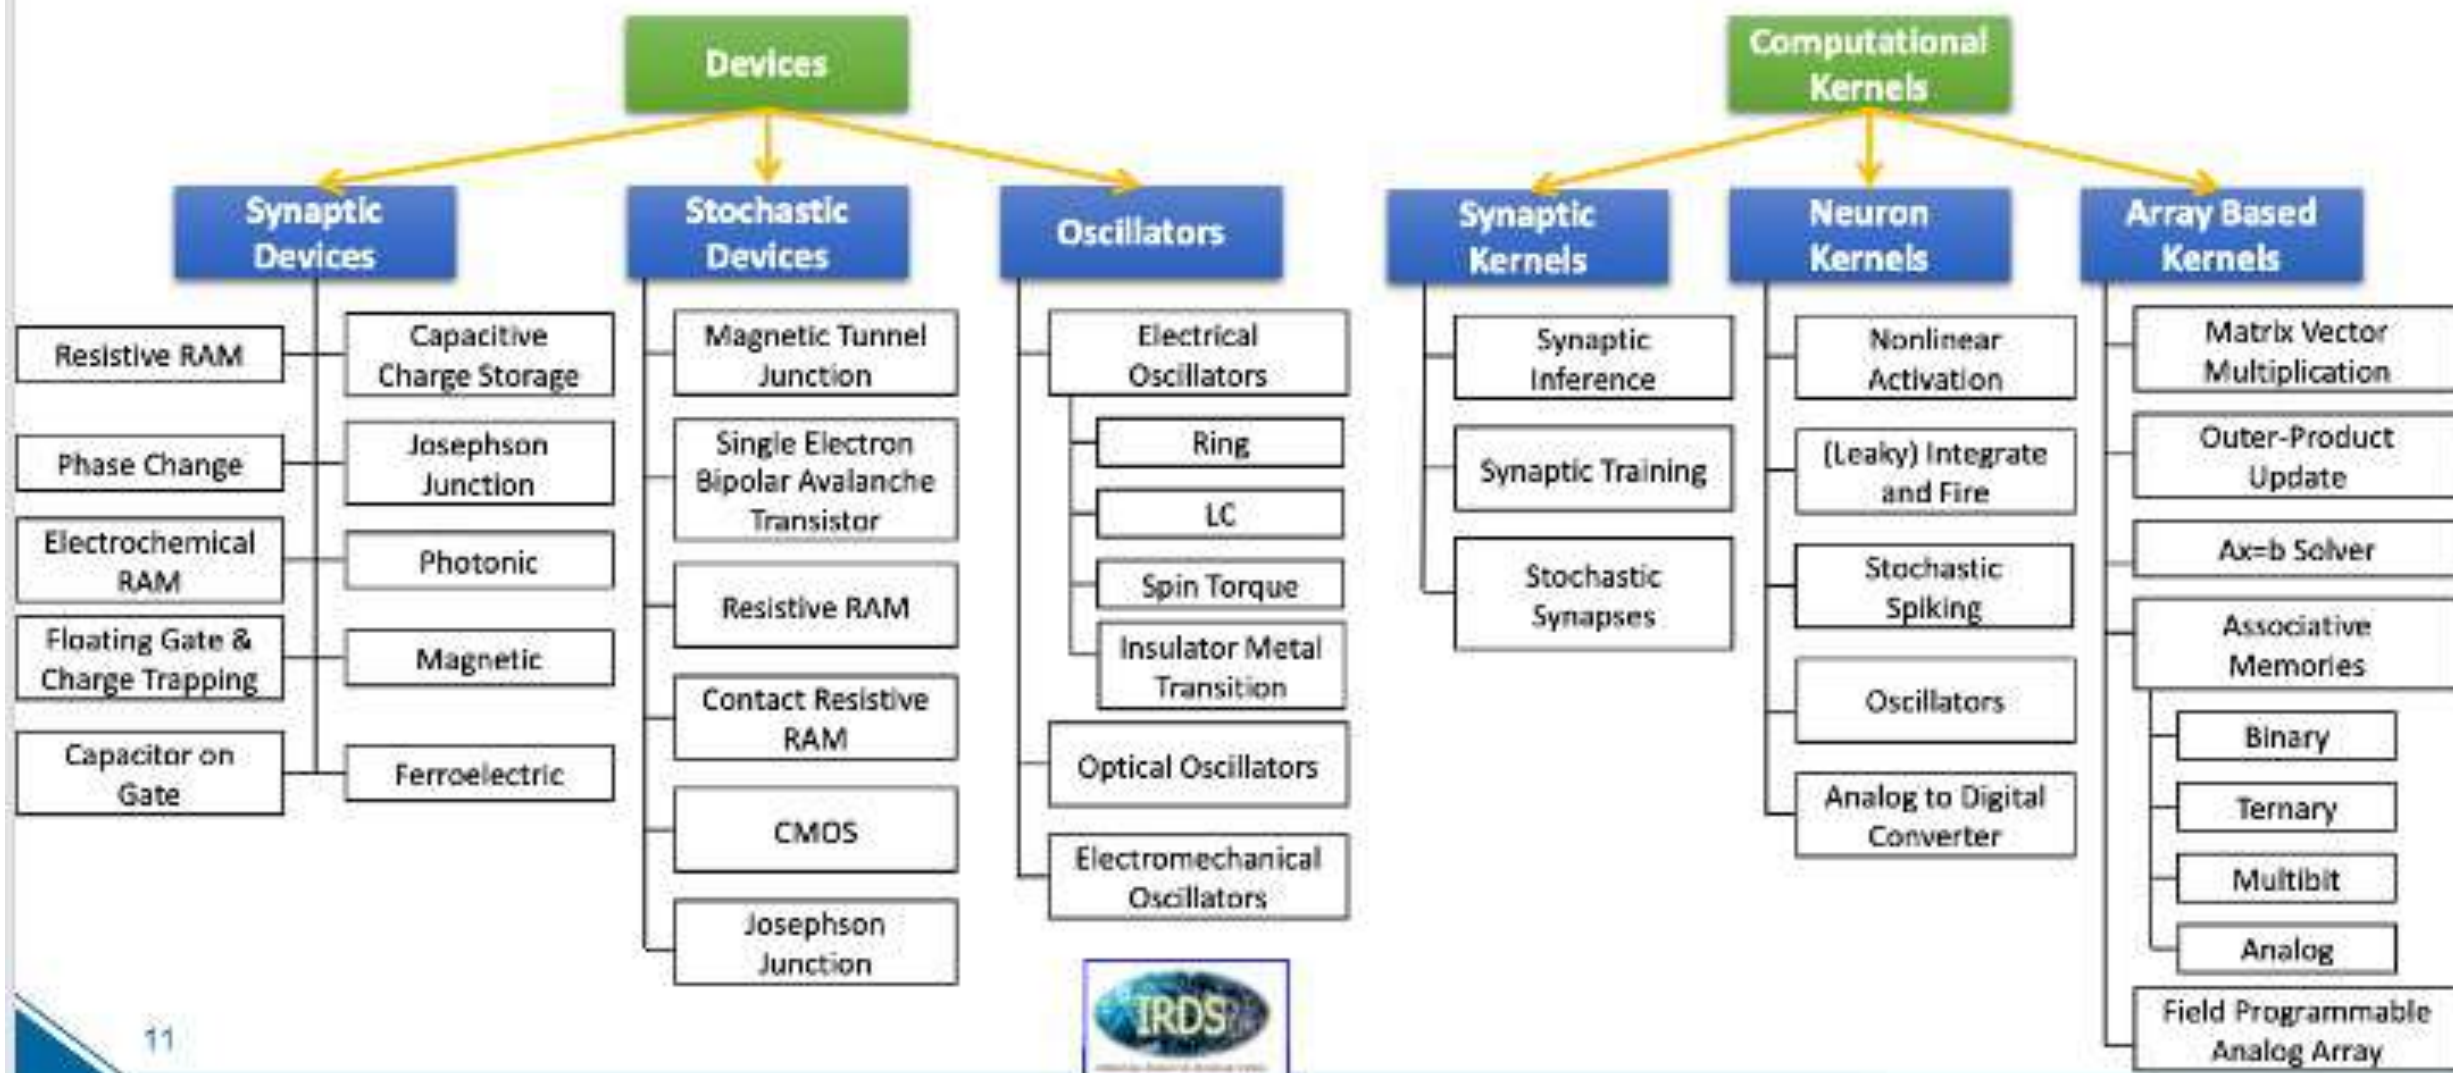 Devices
Synaptic
Devices
Resistive RAM
Phase Change
Electrochemical
RAM
Floating Gate &
Charge Trapping
Capacitor on
Gate
Capacitive
Charge Storage
Josephson
Junction
Photonic
Magnetic
Ferroelectric
Stochastic
Devices
Magnetic Tunnel
Junction
Single Electron
Bipolar Avalanche
Transistor
Resistive RAM
Contact Resistive
RAM
CMOS
Josephson
Junction
Oscillators
Electrical
Oscillators
Ring
LC
Spin Torque
Insulator Metal
Transition
Optical Oscillators
Electromechanical
Oscillators
Computational
Kernels
Synaptic
Kernels
Synaptic
Inference
Synaptic Training
Stochastic
Synapses
Neuron
Kernels
Nonlinear
Activation
(Leaky) Integrate
and Fire
Stochastic
Spiking
Oscillators
Analog to Digital
Converter
Array Based
Kernels
Matrix Vector
Multiplication
Outer-Product
Update
Ax=b Solver
Associative
Memories
Binary
Ternary
Multibit
Analog
Field Programmable
Analog Array
11
IRDS